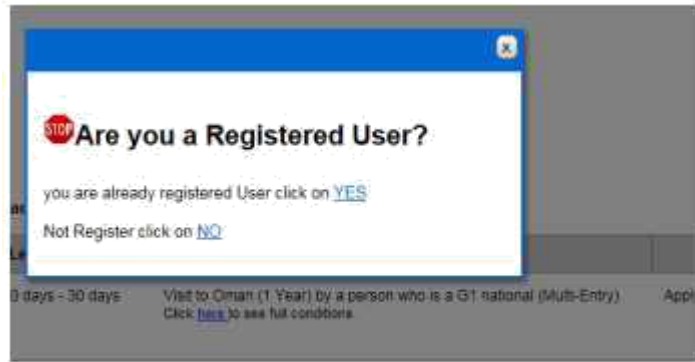 x
STOP Are you a Registered User?
you are already registered User click on YES
Not Register click on NO
days - 30 days Visit to Oman (1 Year) by a person who is a G1 national (Multi-Entry)
Click here to see full conditions